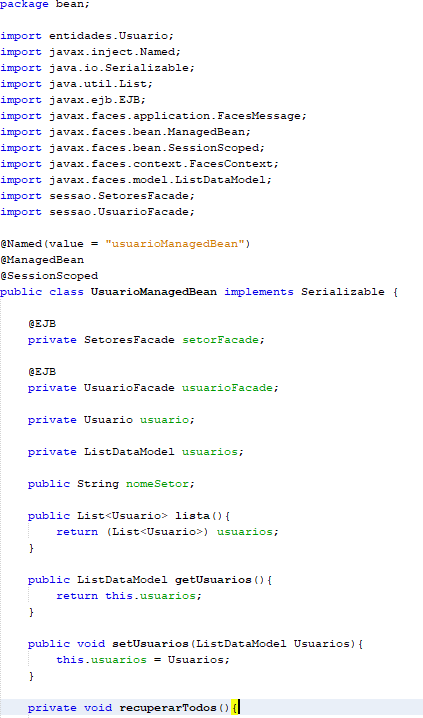 package bean;
import entidades.Usuario;
import javax.inject.Named;
import java.io.Serializable;
import java.util.List;
import javax.ejb.EJB;
import javax.faces.application.FacesMessage;
import javax.faces.bean.ManagedBean;
import javax.faces.bean.SessionScoped;
import javax.faces.context.FacesContext;
import javax.faces.model.ListDataModel;
import sessao.SetoresFacade;
import sessao.UsuarioFacade;
@Named(value = "usuarioManagedBean")
@ManagedBean
@SessionScoped
public class UsuarioManagedBean implements Serializable {
@EJB
private SetoresFacade setorFacade;
@EJB
private UsuarioFacade usuarioFacade;
private Usuario usuario;
private ListDataModel usuarios;
public String nomeSetor;
public List<Usuario> lista(){
return (List<Usuario>) usuarios;
}
public ListDataModel getUsuarios(){
return this.usuarios;
}
public void setUsuarios(ListDataModel Usuarios){
this.usuarios = Usuarios;
}
private void recuperarTodos(){